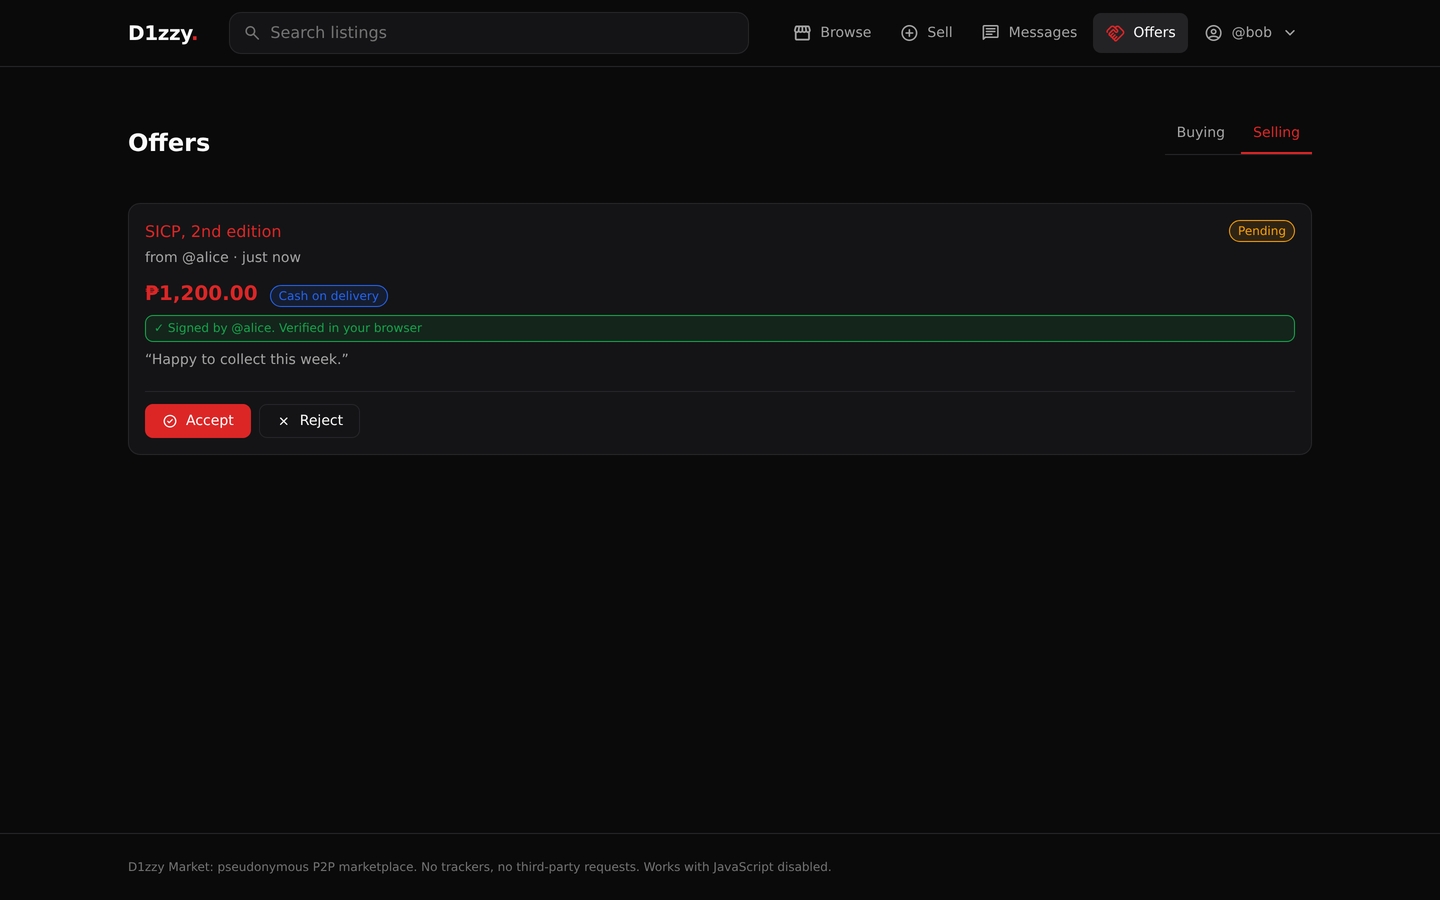 D1zzy.
Search listings
Browse
Sell
Messages
Offers
@bob
Offers
Buying
Selling
SICP, 2nd edition
Pending
from @alice · just now
₱1,200.00
Cash on delivery
✓ Signed by @alice. Verified in your browser
“Happy to collect this week.”
Accept
Reject
D1zzy Market: pseudonymous P2P marketplace. No trackers, no third-party requests. Works with JavaScript disabled.